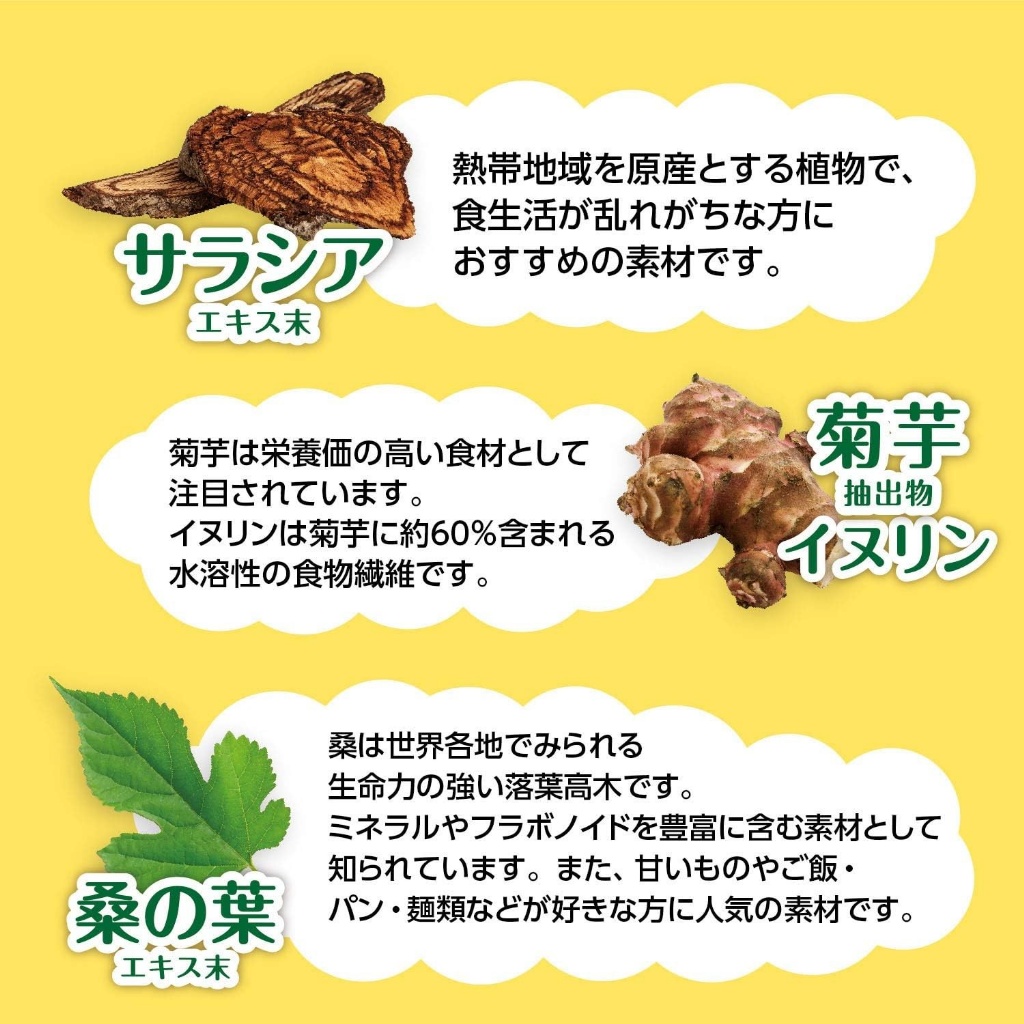 熱帯地域を原産とする植物で、
食生活が乱れがちな方に
おすすめの素材です。
サラシア
エキス末
菊芋は栄養価の高い食材として
注目されています。
イヌリンは菊芋に約60%含まれる
水溶性の食物繊維です。
菊芋
抽出物
イヌリン
桑は世界各地でみられる
生命力の強い落葉高木です。
ミネラルやフラボノイドを豊富に含む素材として
知られています。また、甘いものやご飯・
パン・麺類などが好きな方に人気の素材です。
桑の葉
エキス末